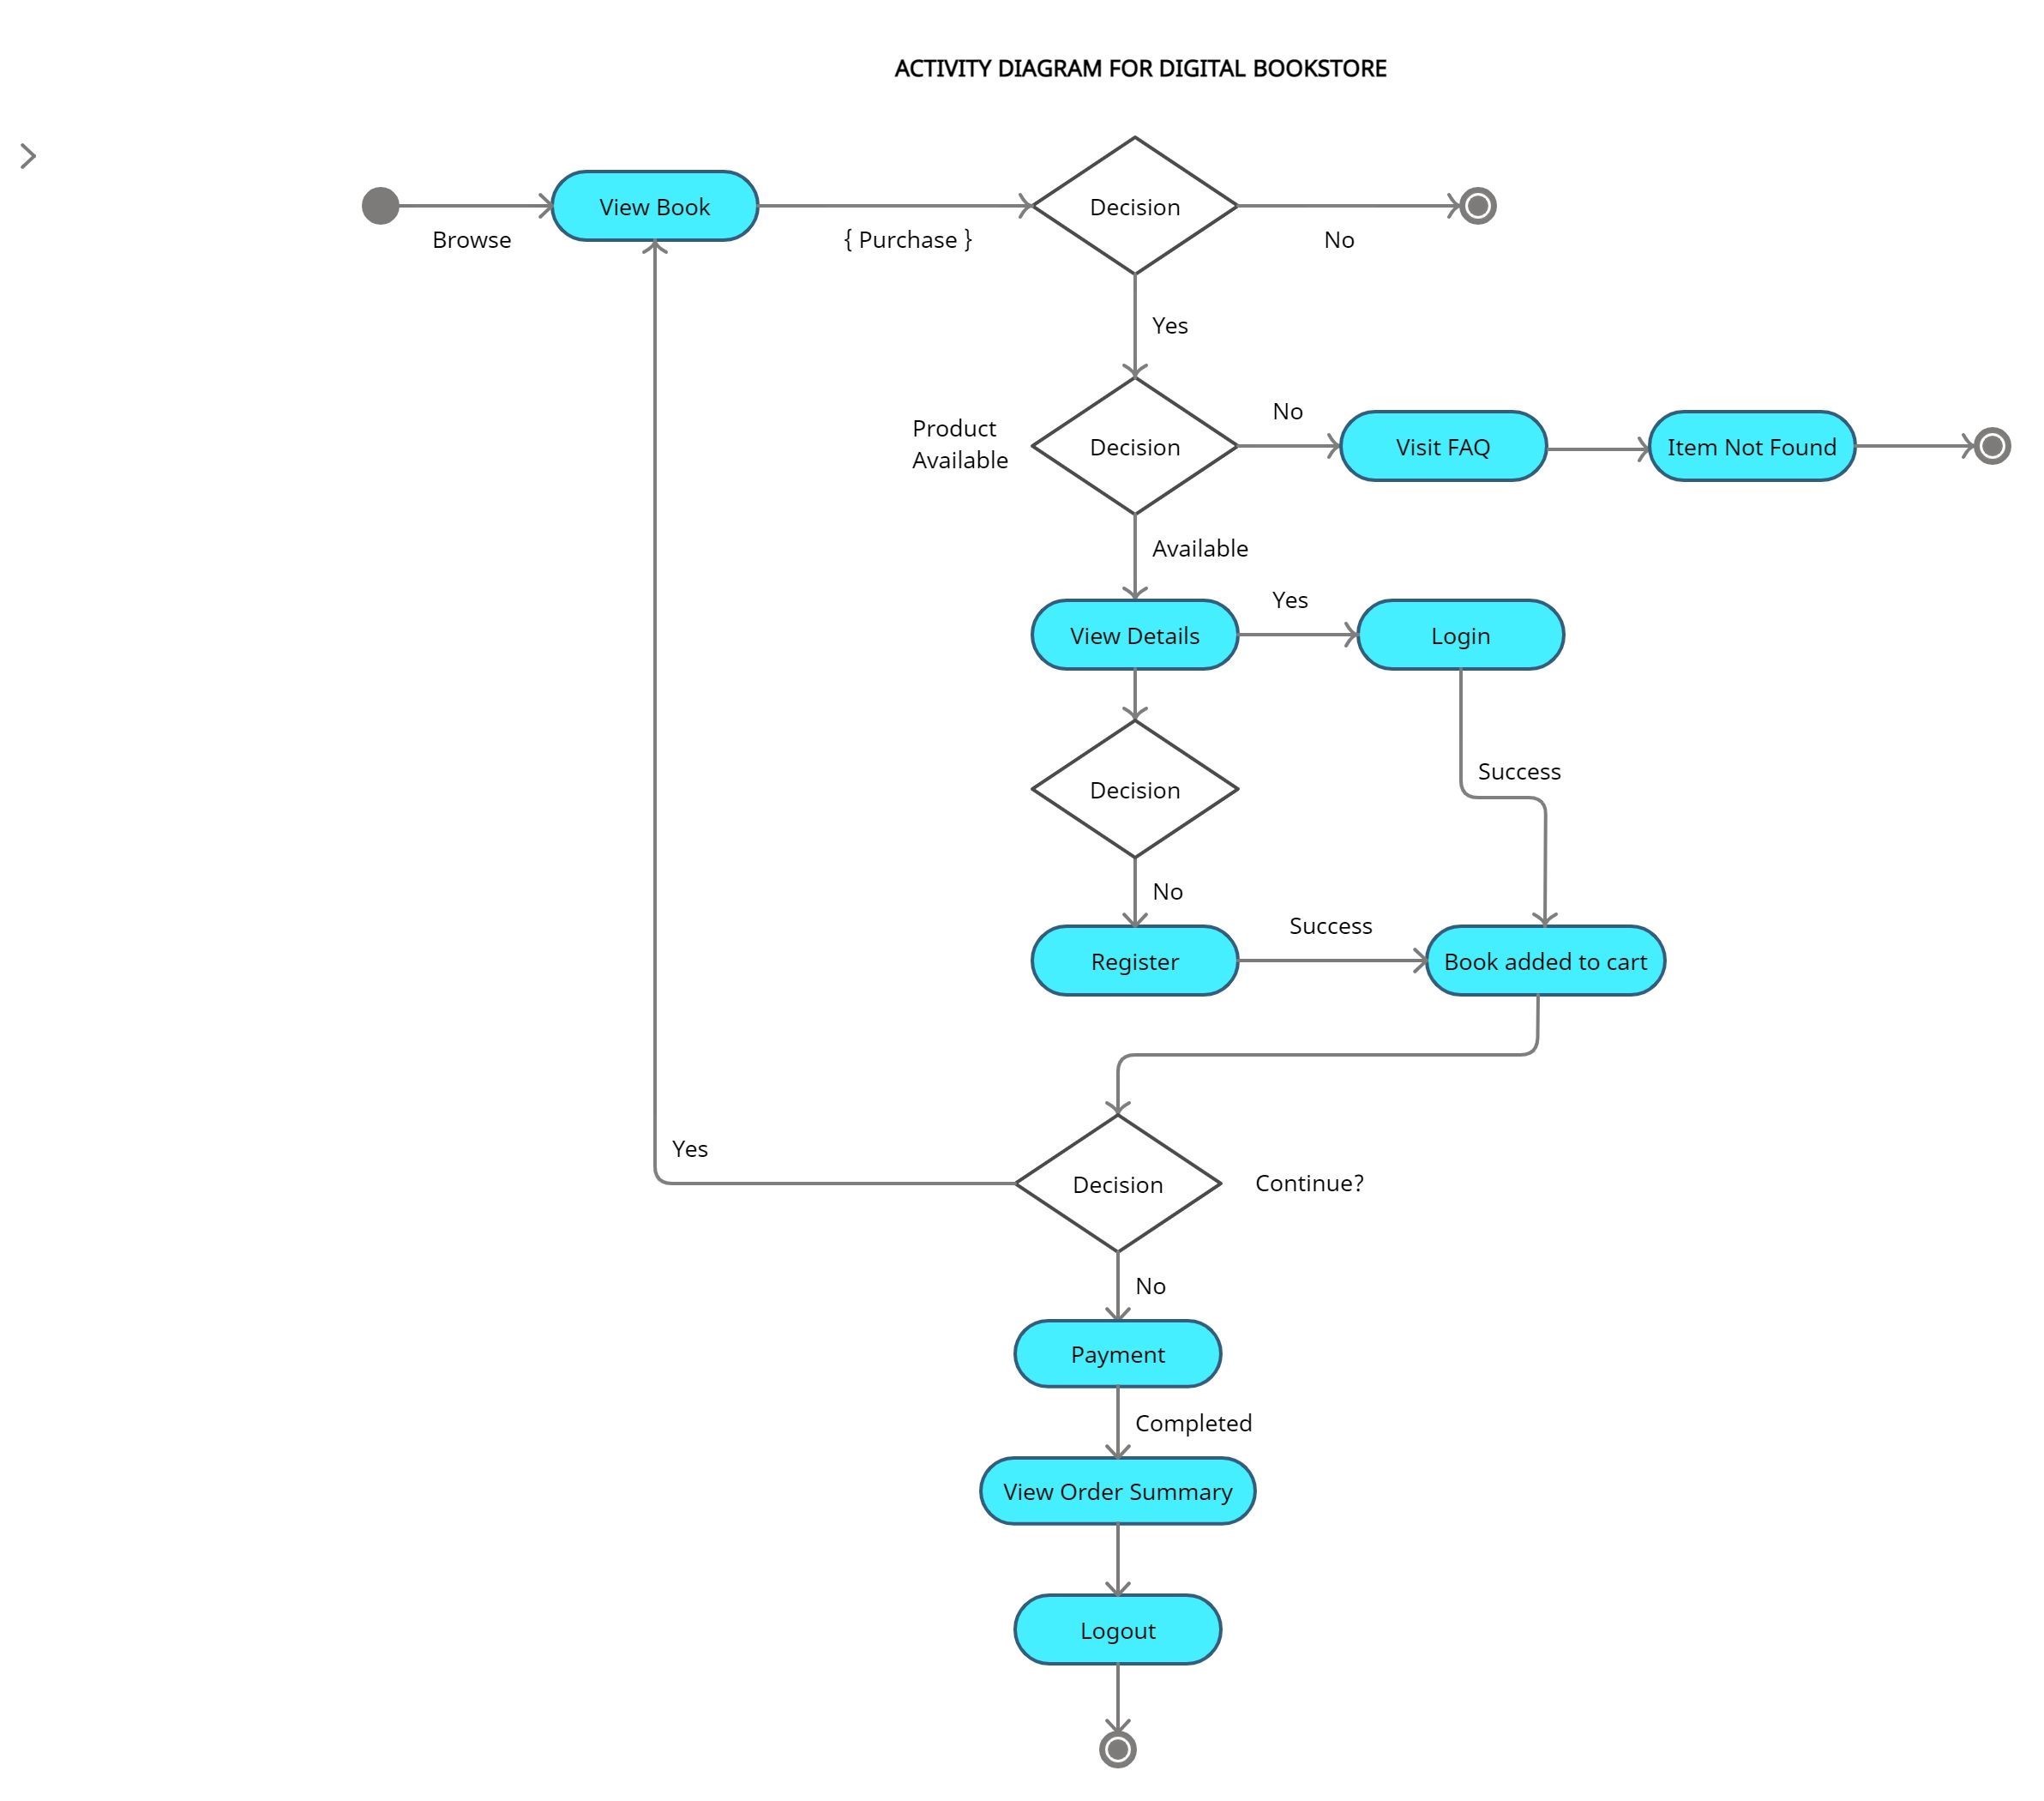 ACTIVITY DIAGRAM FOR DIGITAL BOOKSTORE
View Book
Decision
Browse
{ Purchase }
No
Yes
No
Product
Available
Decision
Visit FAQ
Item Not Found
Available
Yes
View Details
Login
Success
Decision
No
Success
Register
Book added to cart
Yes
Decision
Continue?
No
Payment
Completed
View Order Summary
Logout